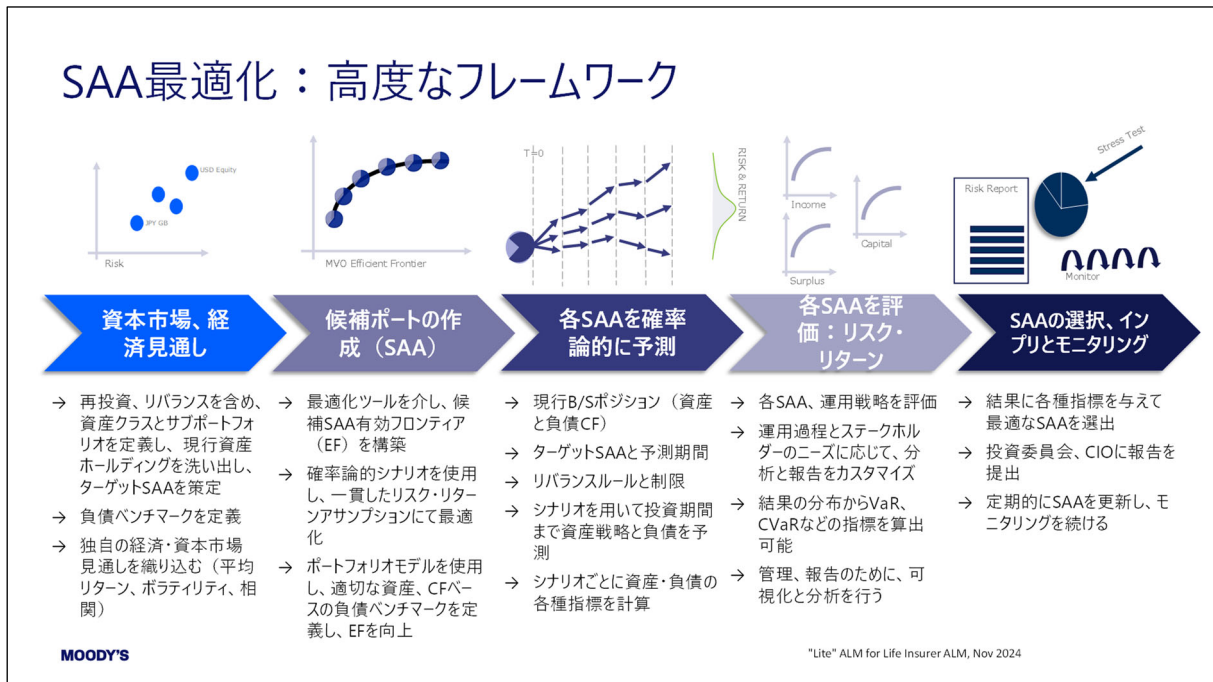 SAA最適化：高度なフレームワーク
USD Equity
JPY GB
Risk
MVO Efficient Frontier
T=0
RISK & RETURN
Income
Surplus
Capital
Risk Report
Stress Test
Monitor
資本市場、経
済見通し
候補ポートの作
成（SAA）
各SAAを確率
論的に予測
各SAAを評
価：リスク・
リターン
SAAの選択、イン
プリとモニタリング
→ 再投資、リバランスを含め、
資産クラスとサブポートフォ
リオを定義し、現行資産
ホールディングを洗い出し、
ターゲットSAAを策定
→ 負債ベンチマークを定義
→ 独自の経済・資本市場
見通しを織り込む（平均
リターン、ボラティリティ、相
関）
→ 最適化ツールを介し、候
補SAA有効フロンティア
（EF）を構築
→ 確率論的シナリオを使用
し、一貫したリスク・リター
ンアサンプションにて最適
化
→ ポートフォリオモデルを使用
し、適切な資産、CFベー
スの負債ベンチマークを定
義し、EFを向上
→ 現行B/Sポジション（資産
と負債CF）
→ ターゲットSAAと予測期間
→ リバランスルールと制限
→ シナリオを用いて投資期間
まで資産戦略と負債を予
測
→ シナリオごとに資産・負債の
各種指標を計算
→ 各SAA、運用戦略を評価
→ 運用過程とステークホル
ダーのニーズに応じて、分
析と報告をカスタマイズ
→ 結果の分布からVaR、
CVaRなどの指標を算出
可能
→ 管理、報告のために、可
視化と分析を行う
→ 結果に各種指標を与えて
最適なSAAを選出
→ 投資委員会、CIOに報告を
提出
→ 定期的にSAAを更新し、モ
ニタリングを続ける
MOODY'S
"Lite" ALM for Life Insurer ALM, Nov 2024